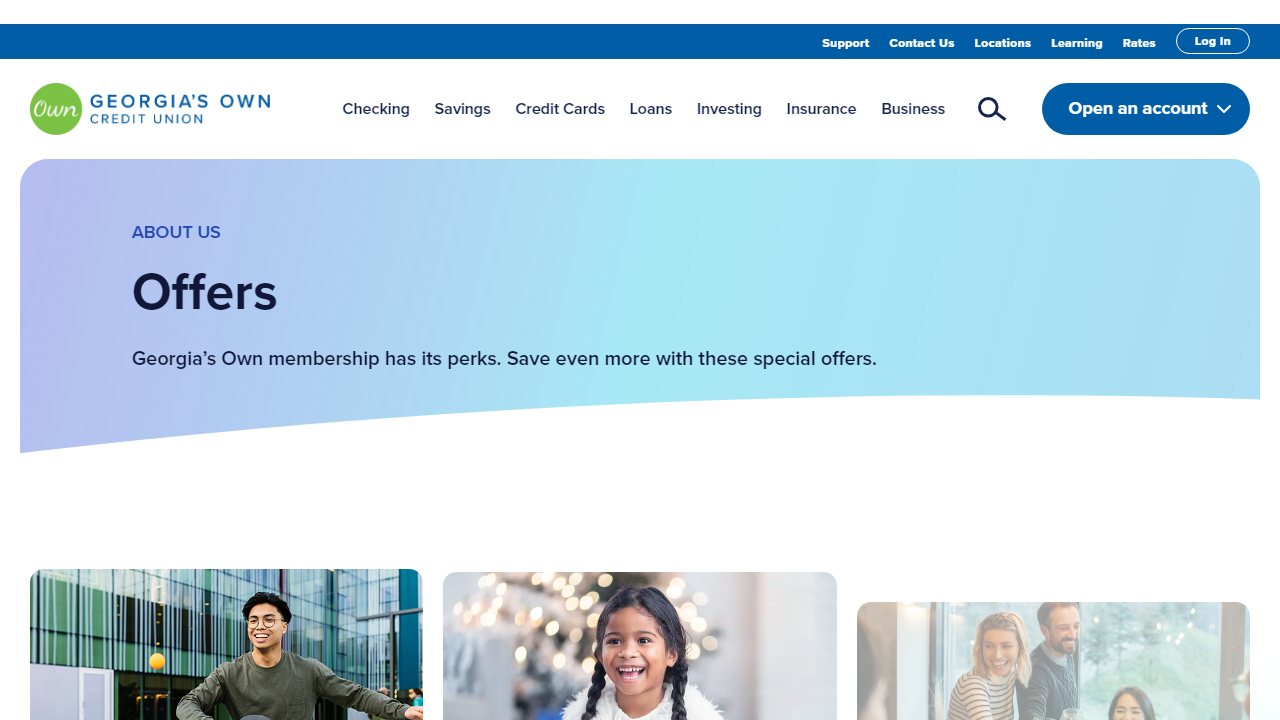 Support Contact Us Locations Learning Rates Log In
Own GEORGIA'S OWN
CREDIT UNION
Checking Savings Credit Cards Loans Investing Insurance Business
Open an account
ABOUT US
Offers
Georgia’s Own membership has its perks. Save even more with these special offers.